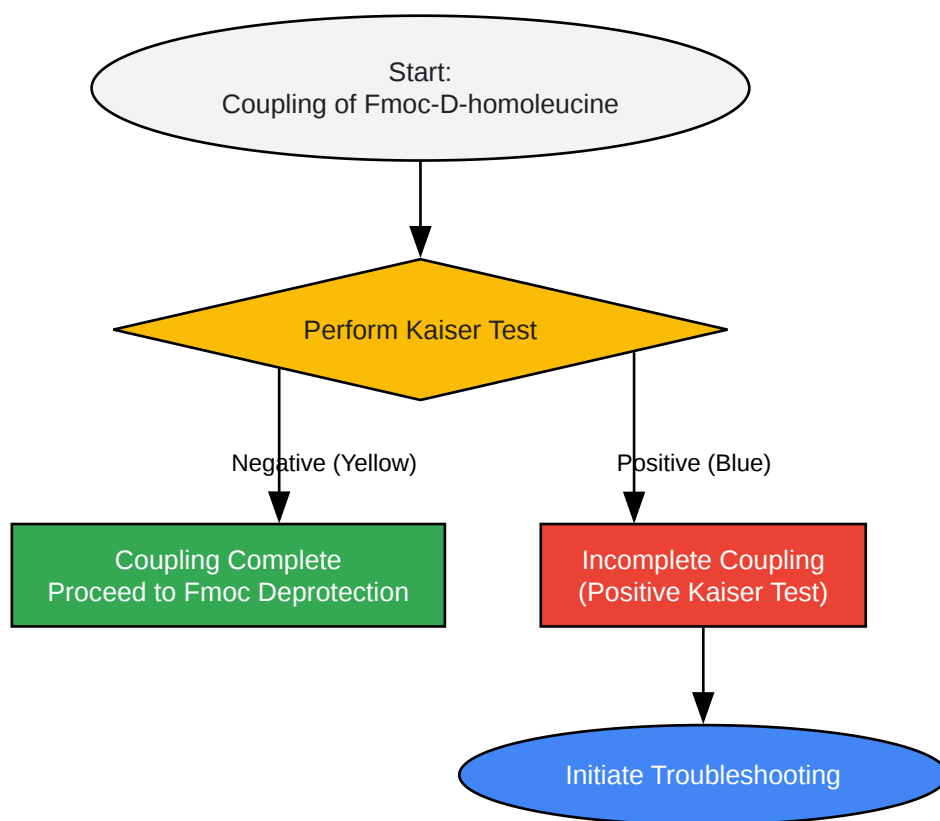 Start:
Coupling of Fmoc-D-homoleucine
Perform Kaiser Test
Negative (Yellow)
Positive (Blue)
Coupling Complete
Proceed to Fmoc Deprotection
Incomplete Coupling
(Positive Kaiser Test)
Initiate Troubleshooting